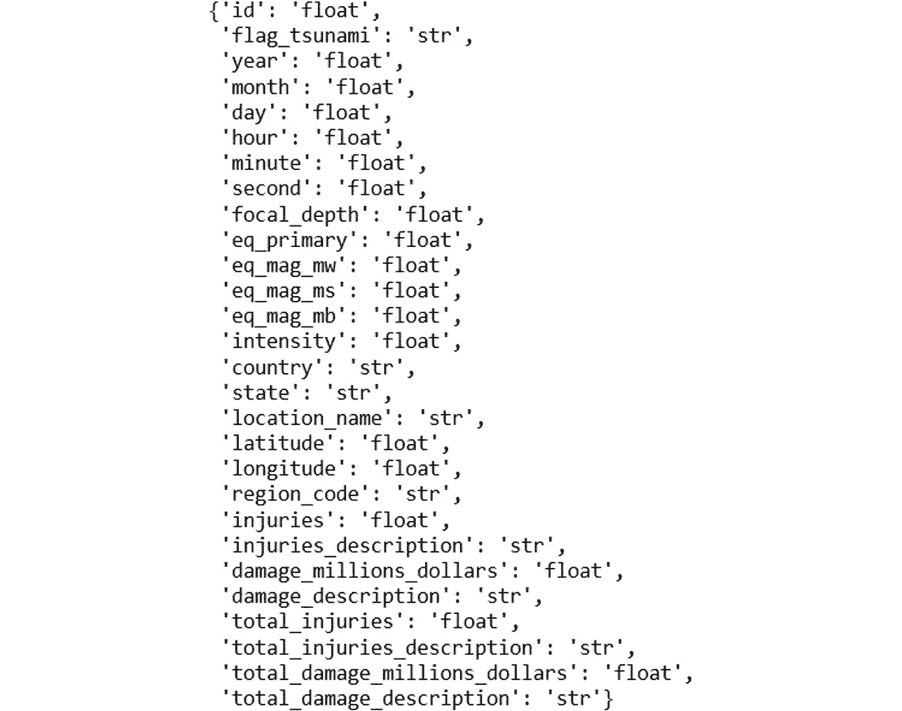 {'id': 'float',
'flag_tsunami': 'str',
'year': 'float',
'month': 'float',
'day': 'float',
'hour': 'float',
'minute': 'float',
'second': 'float',
'focal_depth': 'float',
'eq_primary': 'float',
'eq_mag_mw': 'float',
'eq_mag_ms': 'float',
'eq_mag_mb': 'float',
'intensity': 'float',
'country': 'str',
'state': 'str',
'location_name': 'str',
'latitude': 'float',
'longitude': 'float',
'region_code': 'str',
'injuries': 'float',
'injuries_description': 'str',
'damage_millions_dollars': 'float',
'damage_description': 'str',
'total_injuries': 'float',
'total_injuries_description': 'str',
'total_damage_millions_dollars': 'float',
'total_damage_description': 'str'}